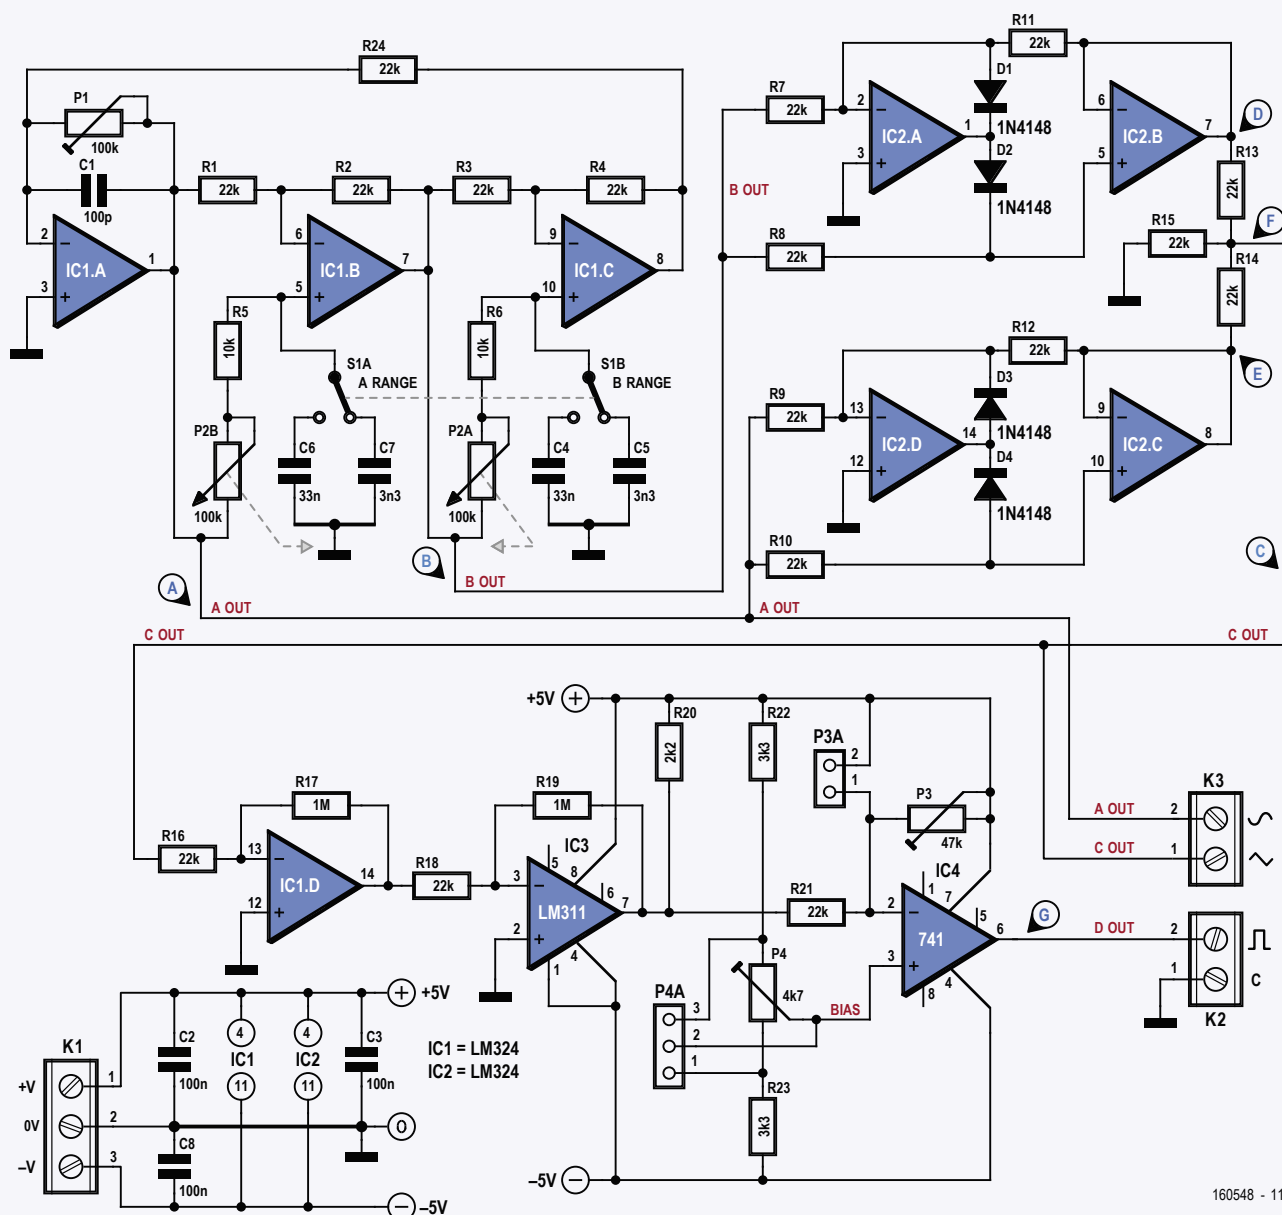 R24
22k
P1
100k
C1
100p
R1
22k
R2
22k
R3
22k
R4
22k
2
3
IC1.A
1
6
5
IC1.B
7
9
10
IC1.C
8
R5
10k
S1A
A RANGE
R6
10k
S1B
B RANGE
P2B
100k
C6
33n
C7
3n3
P2A
100k
C4
33n
C5
3n3
A
B
A OUT
B OUT
B OUT
A OUT
C OUT
C OUT
R7
22k
2
3
IC2.A
1
D1
1N4148
D2
1N4148
R11
22k
6
5
IC2.B
7
D
R8
22k
R13
22k
R15
22k
F
R14
22k
R9
22k
13
12
IC2.D
14
R12
22k
D3
1N4148
D4
1N4148
9
10
IC2.C
8
E
R10
22k
C
+5V
R20
2k2
R22
3k3
P3A
2
1
P3
47k
R17
1M
R16
22k
13
12
IC1.D
14
R18
22k
R19
1M
IC3
3
2
LM311
5
8
6
7
4
1
R21
22k
IC4
2
3
741
1
7
5
6
4
8
G
D OUT
P4
4k7
P4A
3
2
1
BIAS
R23
3k3
–5V
K3
A OUT
2
C OUT
1
2
1
C
K2
K1
+V
0V
–V
1
2
3
C2
100n
C8
100n
4
IC1
11
4
IC2
11
C3
100n
+5V
0
–5V
IC1 = LM324
IC2 = LM324
160548 - 11